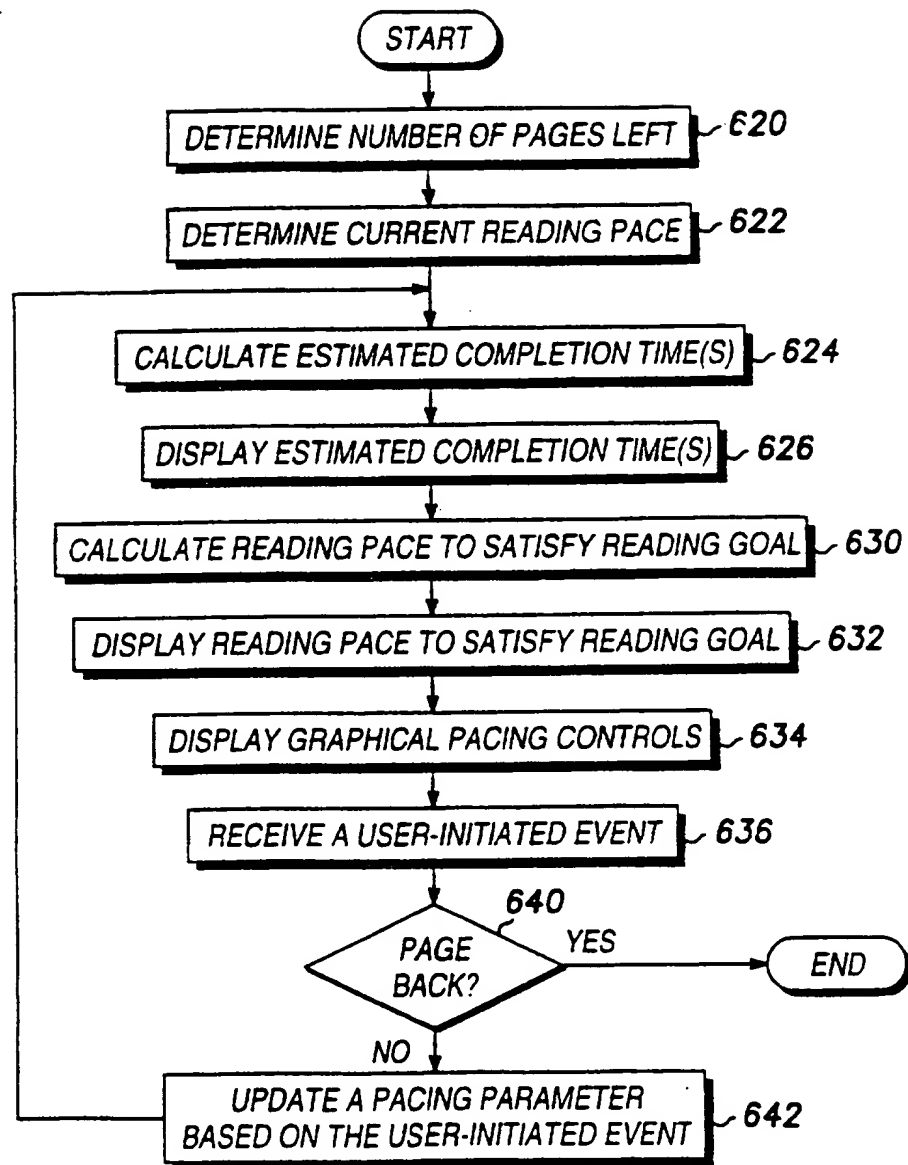 START
DETERMINE NUMBER OF PAGES LEFT 620
DETERMINE CURRENT READING PACE 622
CALCULATE ESTIMATED COMPLETION TIME(S) 624
DISPLAY ESTIMATED COMPLETION TIME(S) 626
CALCULATE READING PACE TO SATISFY READING GOAL 630
DISPLAY READING PACE TO SATISFY READING GOAL 632
DISPLAY GRAPHICAL PACING CONTROLS 634
RECEIVE A USER-INITIATED EVENT 636
640
PAGE
BACK?
YES
END
NO
UPDATE A PACING PARAMETER
BASED ON THE USER-INITIATED EVENT 642